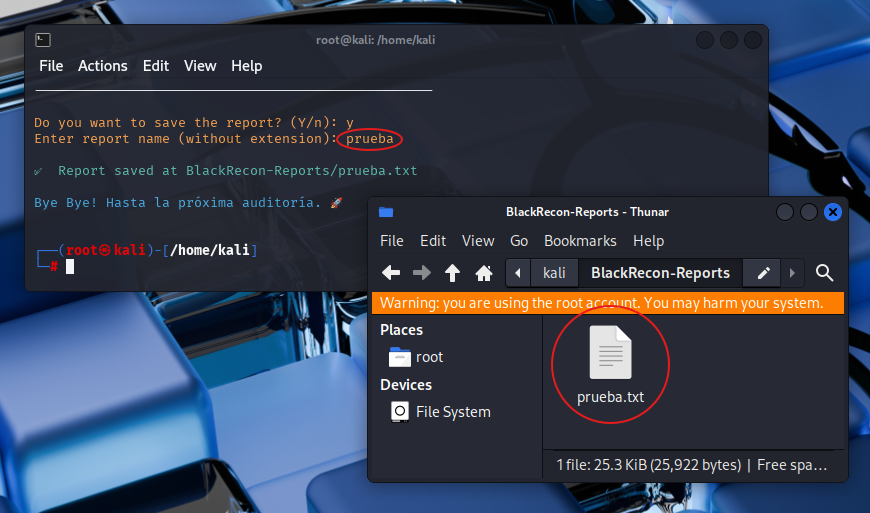 root@kali: /home/kali
File Actions Edit View Help
Do you want to save the report? (Y/n): y
Enter report name (without extension): prueba
✓ Report saved at BlackRecon-Reports/prueba.txt
Bye Bye! Hasta la próxima auditoría. 🚀
┌──(root㉿kali)-[/home/kali]
└─#
BlackRecon-Reports - Thunar
File Edit View Go Bookmarks Help
kali BlackRecon-Reports
Warning: you are using the root account. You may harm your system.
Places
root
Devices
File System
prueba.txt
1 file: 25.3 KiB (25,922 bytes) | Free spa…